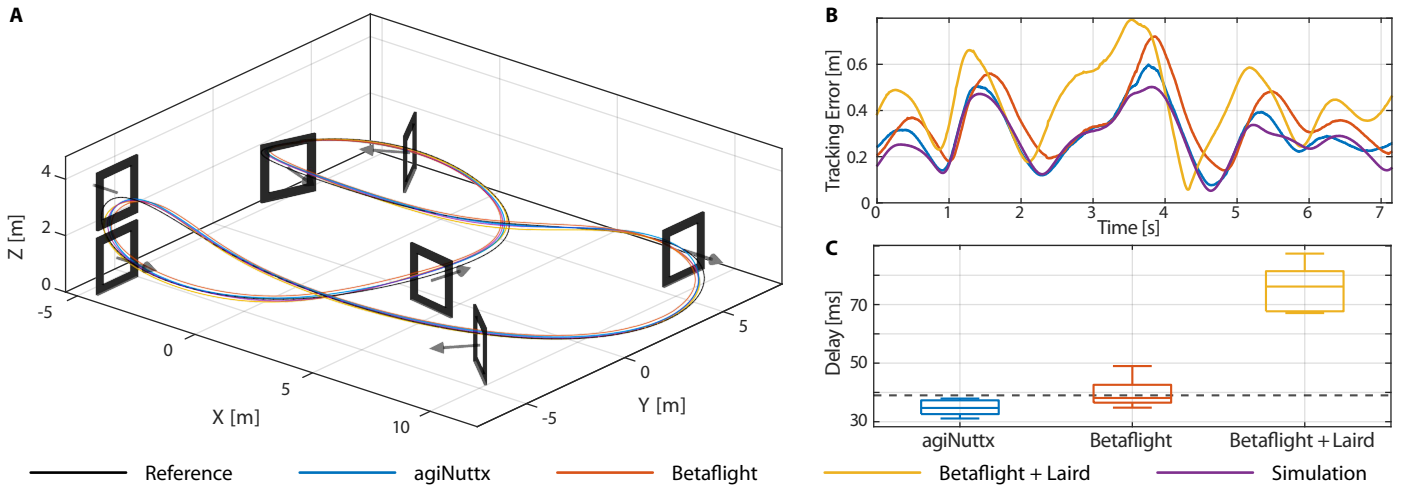 A
Z [m]
4
2
0
-5
0
5
10
X [m]
-5
0
5
Y [m]
B
Tracking Error [m]
0.6
0.4
0.2
0
0 1 2 3 4 5 6 7
Time [s]
C
Delay [ms]
70
50
30
agiNuttx Betaflight Betaflight + Laird
Reference agiNuttx Betaflight Betaflight + Laird Simulation